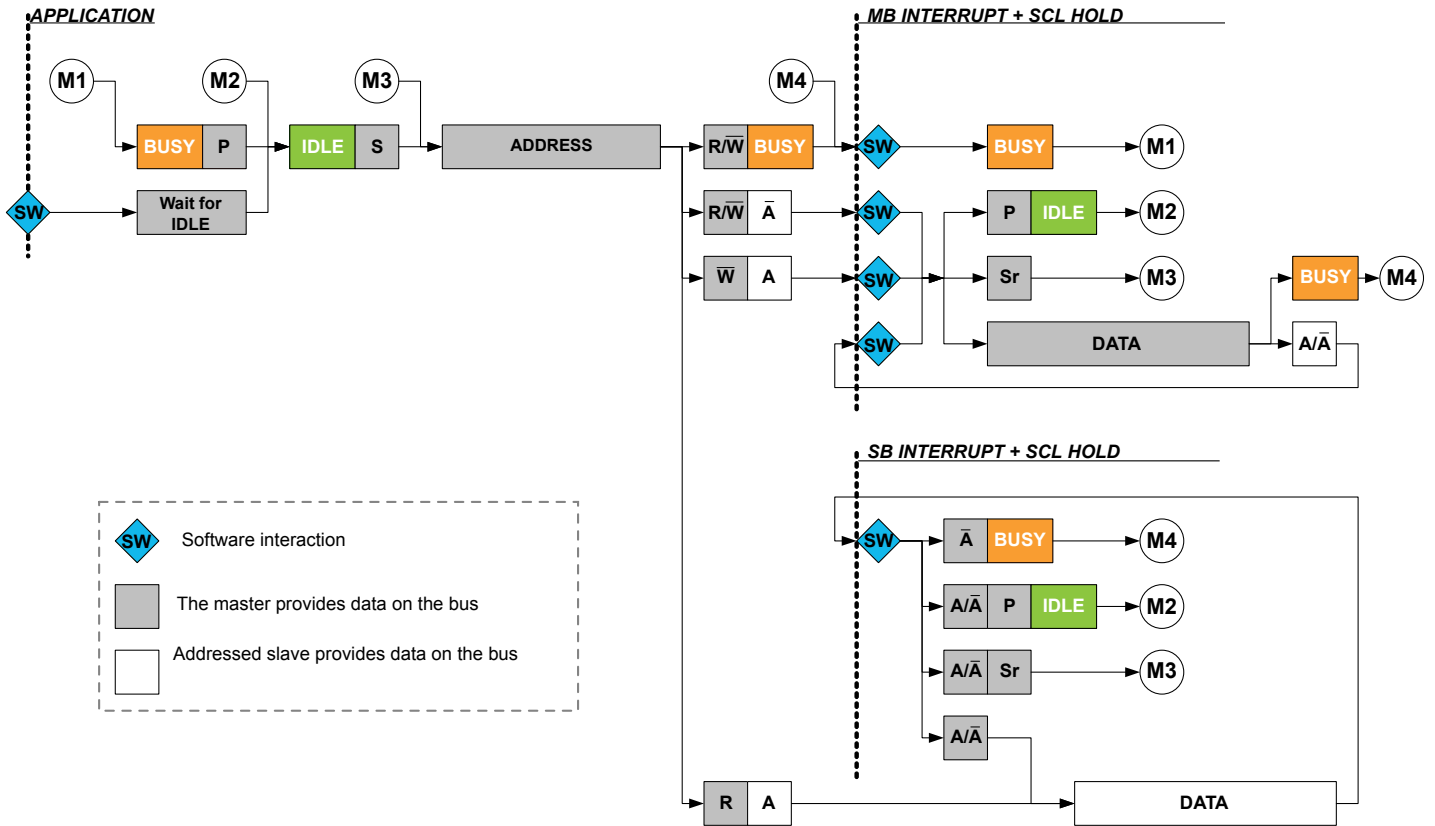 APPLICATION
MB INTERRUPT + SCL HOLD
M1
M2
M3
M4
BUSY P
IDLE S
ADDRESS
R/W̅ BUSY
SW
BUSY
M1
SW
Wait for
IDLE
R/W̅ A̅
SW
P IDLE
M2
W̅ A
SW
Sr
M3
BUSY
M4
SW
DATA
A/A̅
SB INTERRUPT + SCL HOLD
SW
A̅ BUSY
M4
A/A̅ P IDLE
M2
A/A̅ Sr
M3
A/A̅
R A
DATA
SW
Software interaction
The master provides data on the bus
Addressed slave provides data on the bus